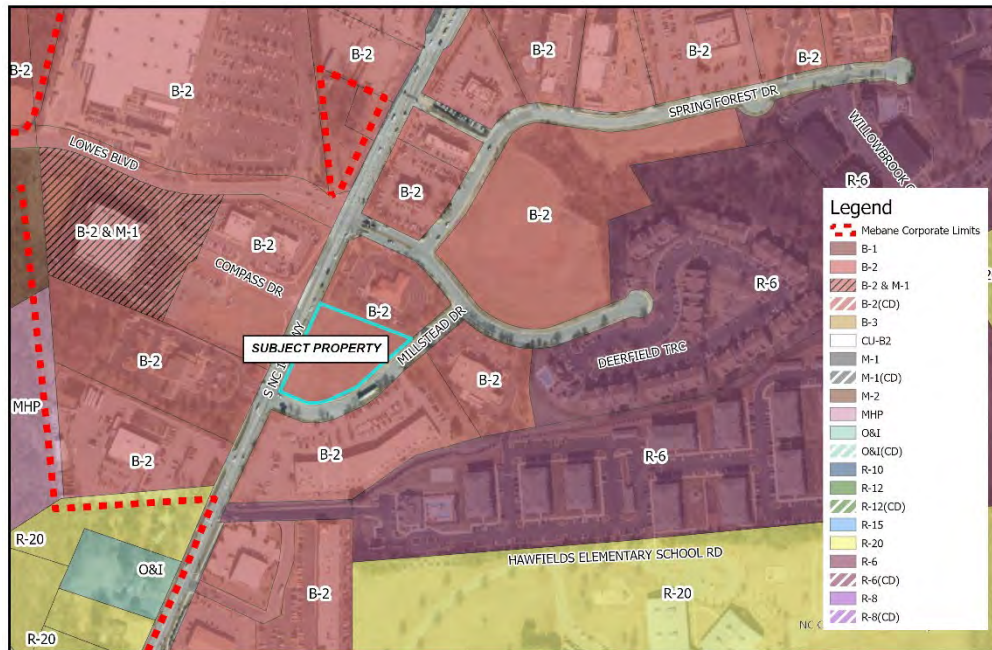 B-2
B-2
B-2
B-2
B-2
B-2
SPRING FOREST DR
WILLOWBROOK
LOWES BLVD
B-2
R-6
B-2 & M-1
B-2
B-2
COMPASS DR
R-6
B-2
S NC
SUBJECT PROPERTY
MILLSTEAD DR
DEERFIELD TRC
B-2
B-2
MHP
B-2
B-2
R-6
R-20
O&I
HAWFIELDS ELEMENTARY SCHOOL RD
B-2
R-20
R-20
Legend
Mebane Corporate Limits
B-1
B-2
B-2 & M-1
B-2(CD)
B-3
CU-B2
M-1
M-1(CD)
M-2
MHP
O&I
O&I(CD)
R-10
R-12
R-12(CD)
R-15
R-20
R-6
R-6(CD)
R-8
R-8(CD)